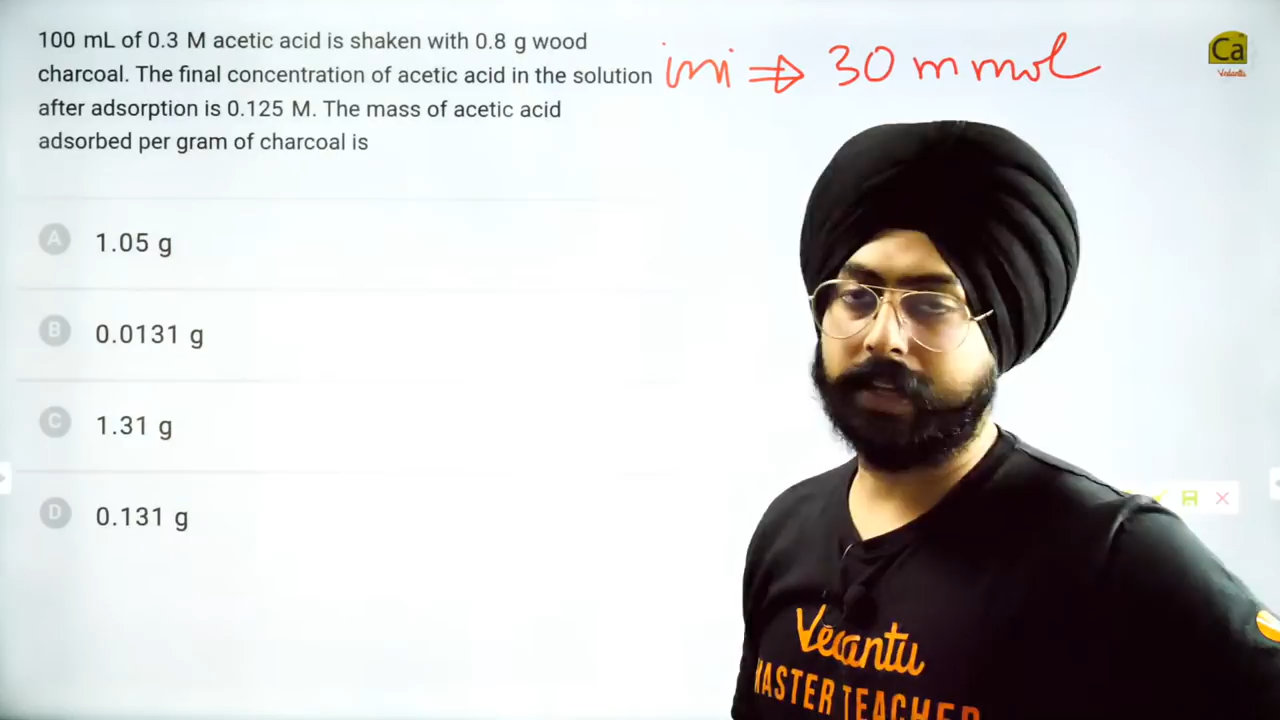 100 mL of 0.3 M acetic acid is shaken with 0.8 g wood
charcoal. The final concentration of acetic acid in the solution
after adsorption is 0.125 M. The mass of acetic acid
adsorbed per gram of charcoal is
ini ⇒ 30 m mol
Ca
Vedantu
A 1.05 g
B 0.0131 g
C 1.31 g
D 0.131 g
Vedantu
MASTER TEACHER